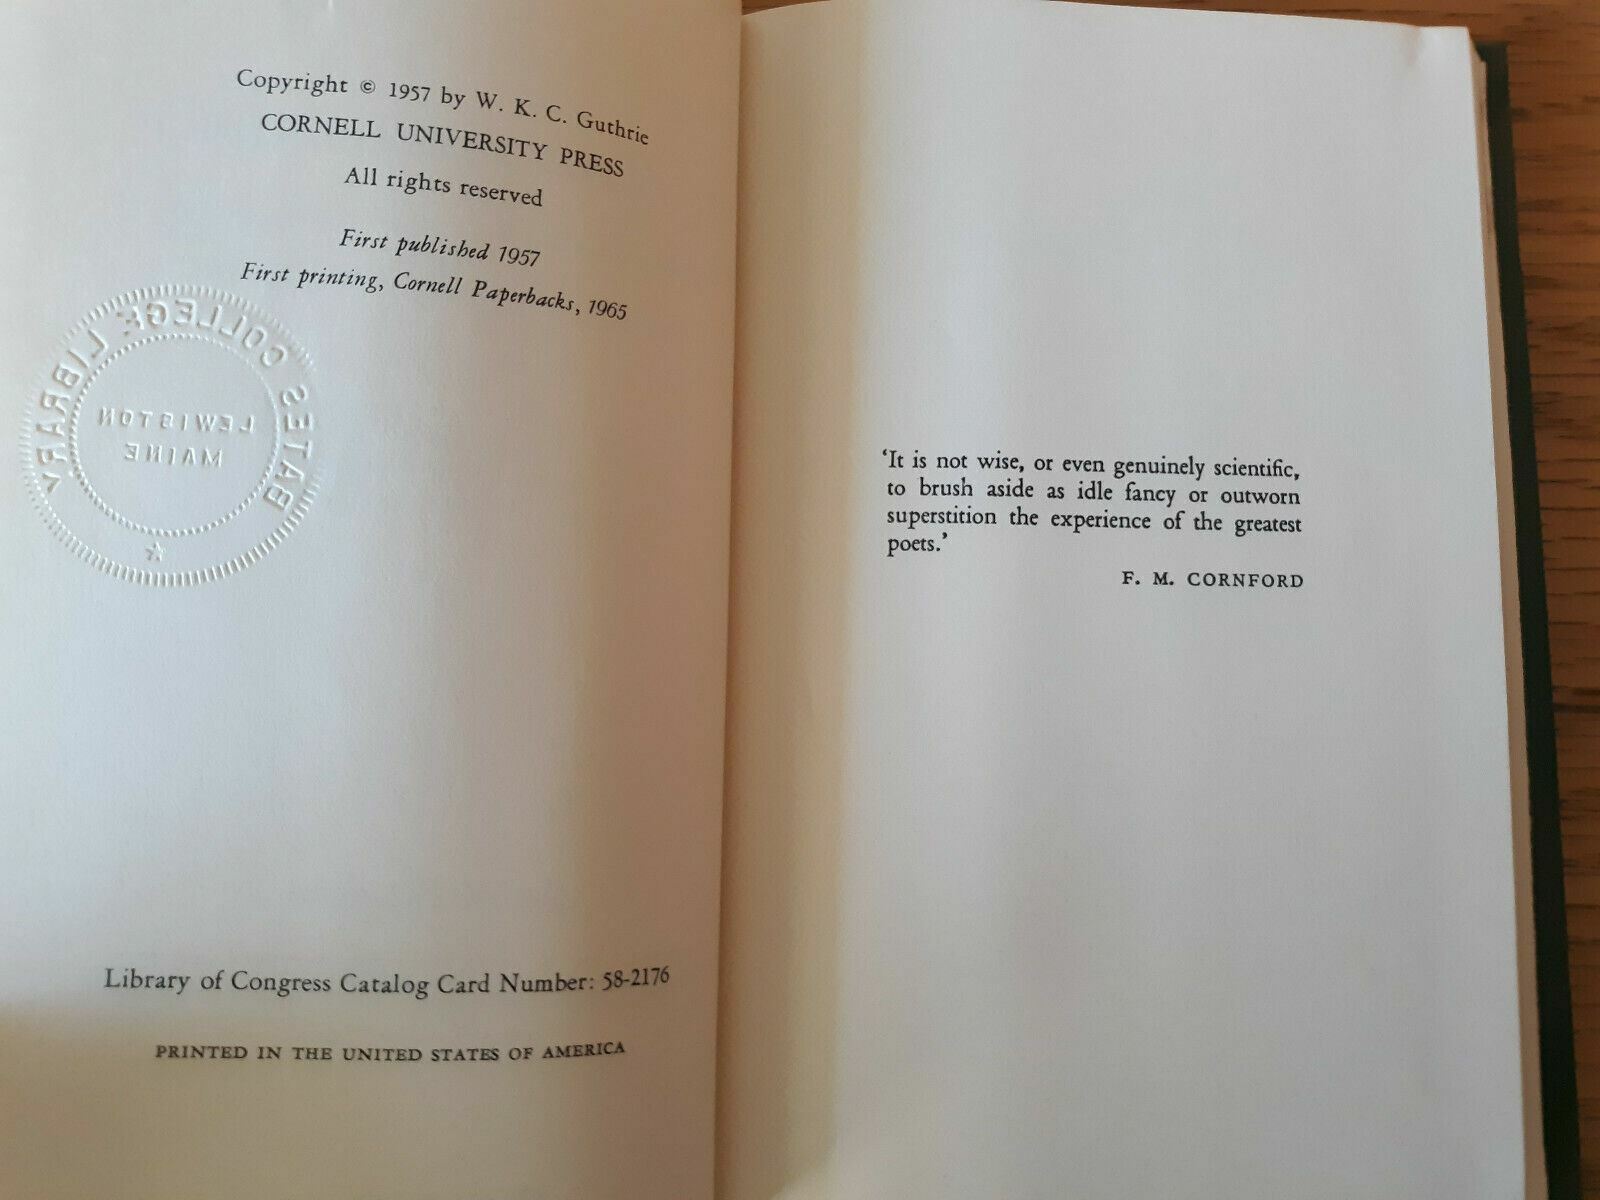 Copyright © 1957 by W. K. C. Guthrie
CORNELL UNIVERSITY PRESS
All rights reserved
First published 1957
First printing, Cornell Paperbacks, 1965
BATES COLLEGE LIBRARY
LEWISTON
MAINE
Library of Congress Catalog Card Number: 58-2176
PRINTED IN THE UNITED STATES OF AMERICA
‘It is not wise, or even genuinely scientific,
to brush aside as idle fancy or outworn
superstition the experience of the greatest
poets.’
F. M. CORNFORD